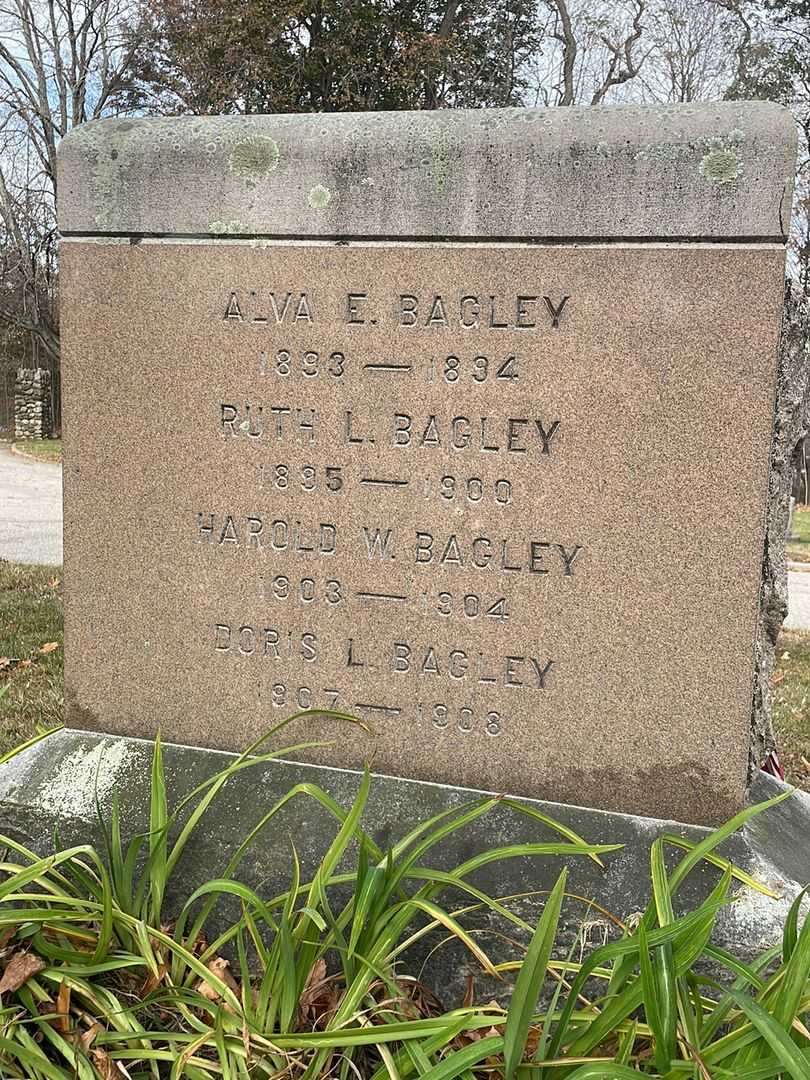 ALVA E. BAGLEY
1893 — 1894
RUTH L. BAGLEY
1895 — 1900
HAROLD W. BAGLEY
1903 — 1904
DORIS L. BAGLEY
1907 — 1908